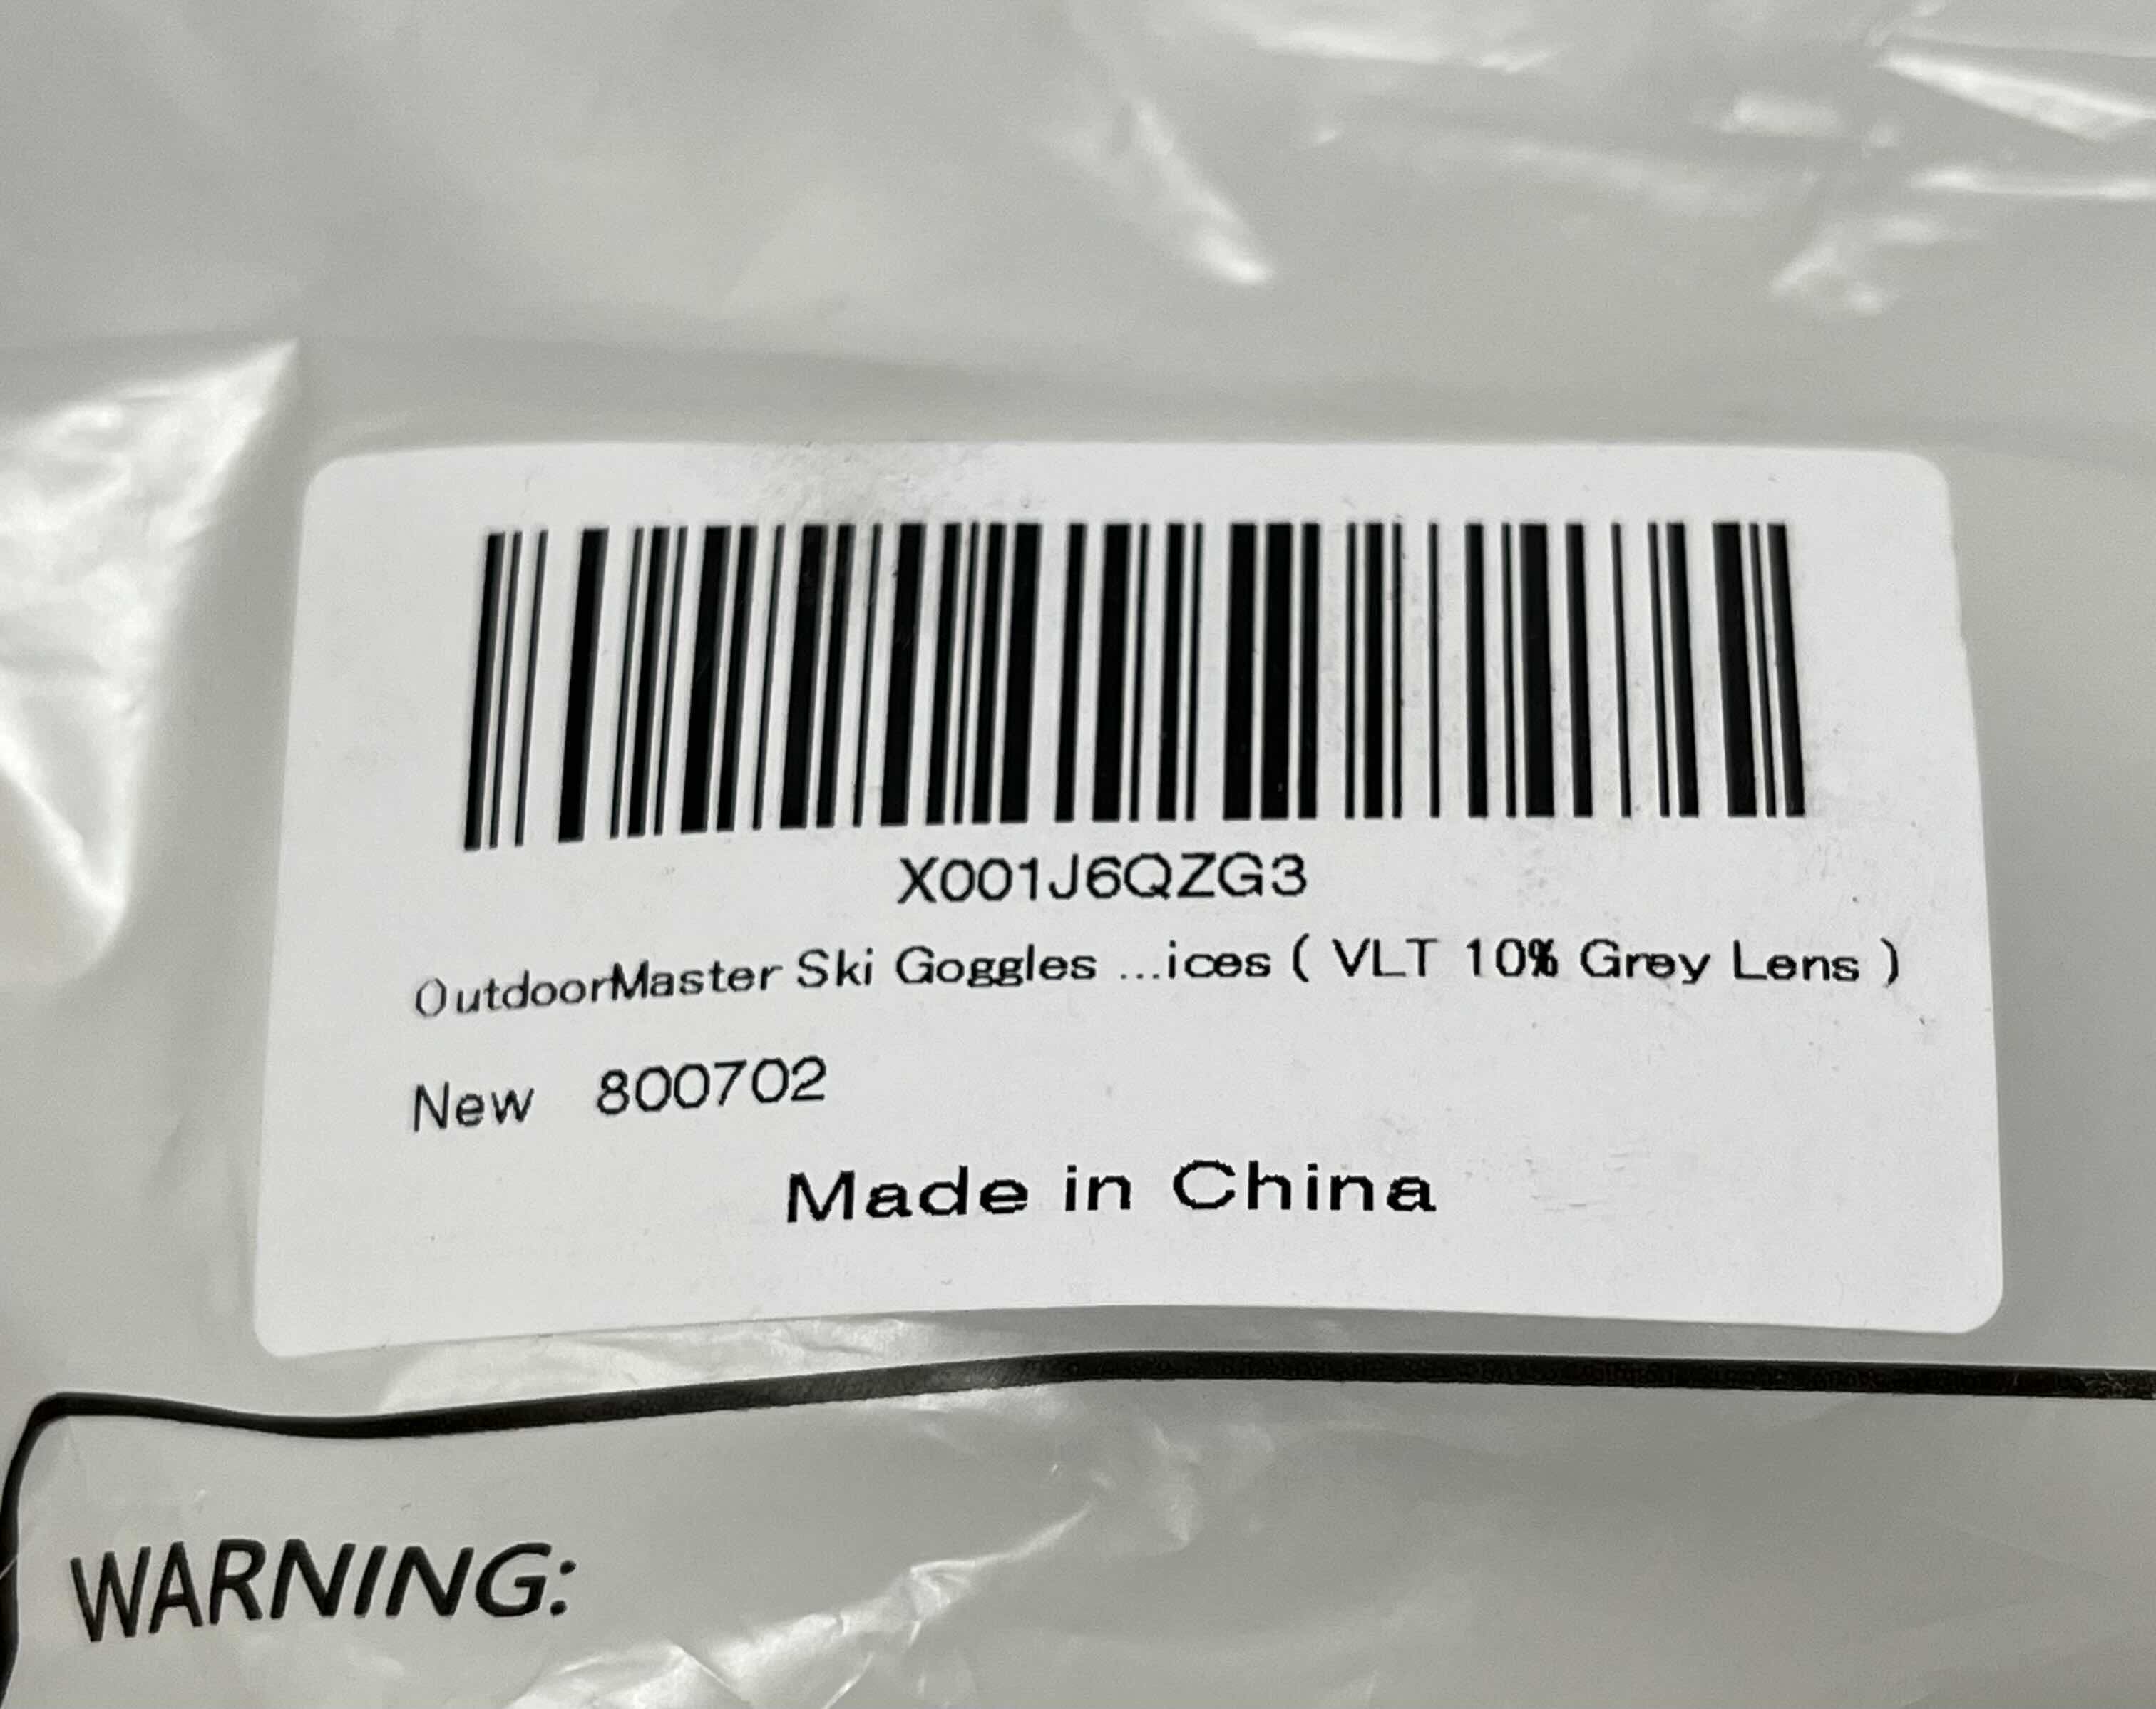 X001J6QZG3
OutdoorMaster Ski Goggles ...ices ( VLT 10% Grey Lens )
New 800702
Made in China
WARNING: